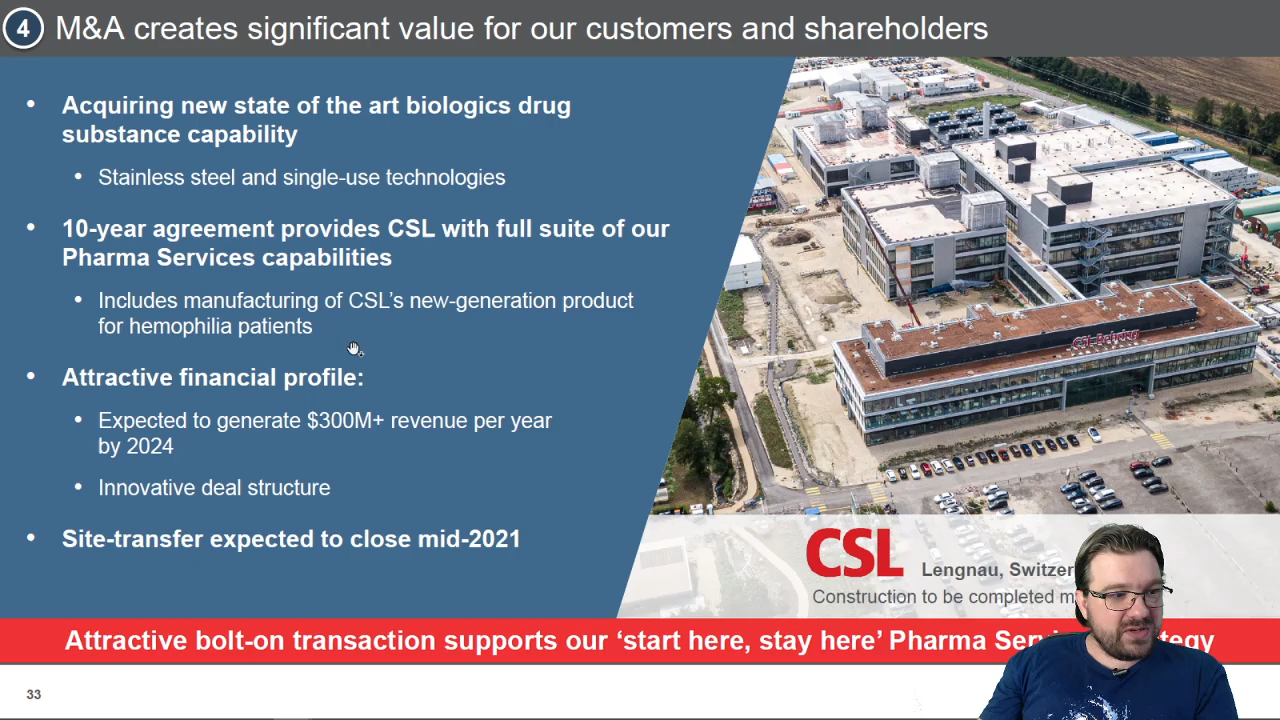 4 M&A creates significant value for our customers and shareholders
• Acquiring new state of the art biologics drug
substance capability
• Stainless steel and single-use technologies
• 10-year agreement provides CSL with full suite of our
Pharma Services capabilities
• Includes manufacturing of CSL’s new-generation product
for hemophilia patients
• Attractive financial profile:
• Expected to generate $300M+ revenue per year
by 2024
• Innovative deal structure
• Site-transfer expected to close mid-2021
CSL Behring
CSL Lengnau,
Construction to be completed
Attractive bolt-on transaction supports our ‘start here, stay here’ Pharma
33